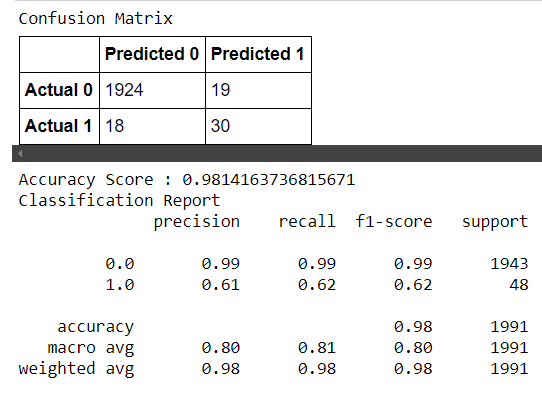 Confusion Matrix
Predicted 0 Predicted 1
Actual 0 1924 19
Actual 1 18 30
Accuracy Score : 0.9814163736815671
Classification Report
precision recall f1-score support
0.0 0.99 0.99 0.99 1943
1.0 0.61 0.62 0.62 48
accuracy 0.98 1991
macro avg 0.80 0.81 0.80 1991
weighted avg 0.98 0.98 0.98 1991